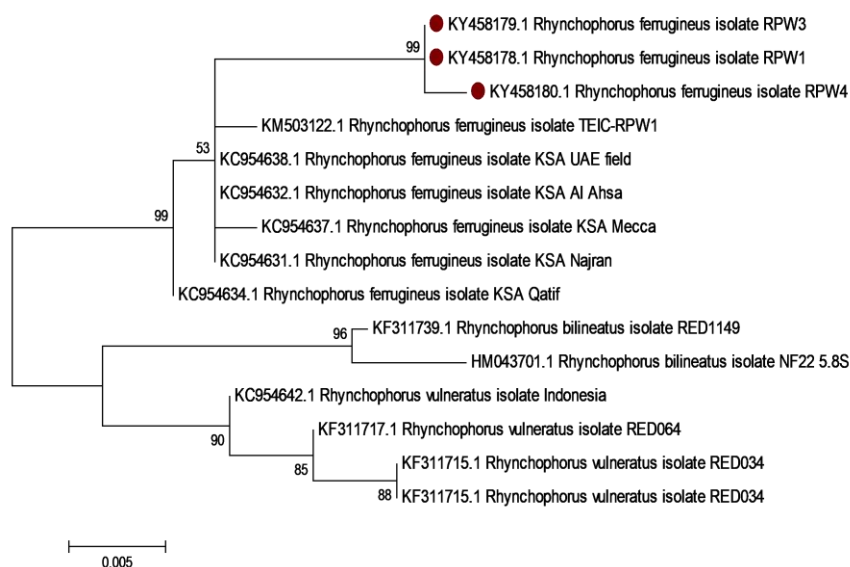 KY458179.1 Rhynchophorus ferrugineus isolate RPW3
99
KY458178.1 Rhynchophorus ferrugineus isolate RPW1
KY458180.1 Rhynchophorus ferrugineus isolate RPW4
KM503122.1 Rhynchophorus ferrugineus isolate TEIC-RPW1
53
KC954638.1 Rhynchophorus ferrugineus isolate KSA UAE field
KC954632.1 Rhynchophorus ferrugineus isolate KSA Al Ahsa
99
KC954637.1 Rhynchophorus ferrugineus isolate KSA Mecca
KC954631.1 Rhynchophorus ferrugineus isolate KSA Najran
KC954634.1 Rhynchophorus ferrugineus isolate KSA Qatif
KF311739.1 Rhynchophorus bilineatus isolate RED1149
96
HM043701.1 Rhynchophorus bilineatus isolate NF22 5.8S
KC954642.1 Rhynchophorus vulneratus isolate Indonesia
KF311717.1 Rhynchophorus vulneratus isolate RED064
90
KF311715.1 Rhynchophorus vulneratus isolate RED034
85
KF311715.1 Rhynchophorus vulneratus isolate RED034
88
0.005